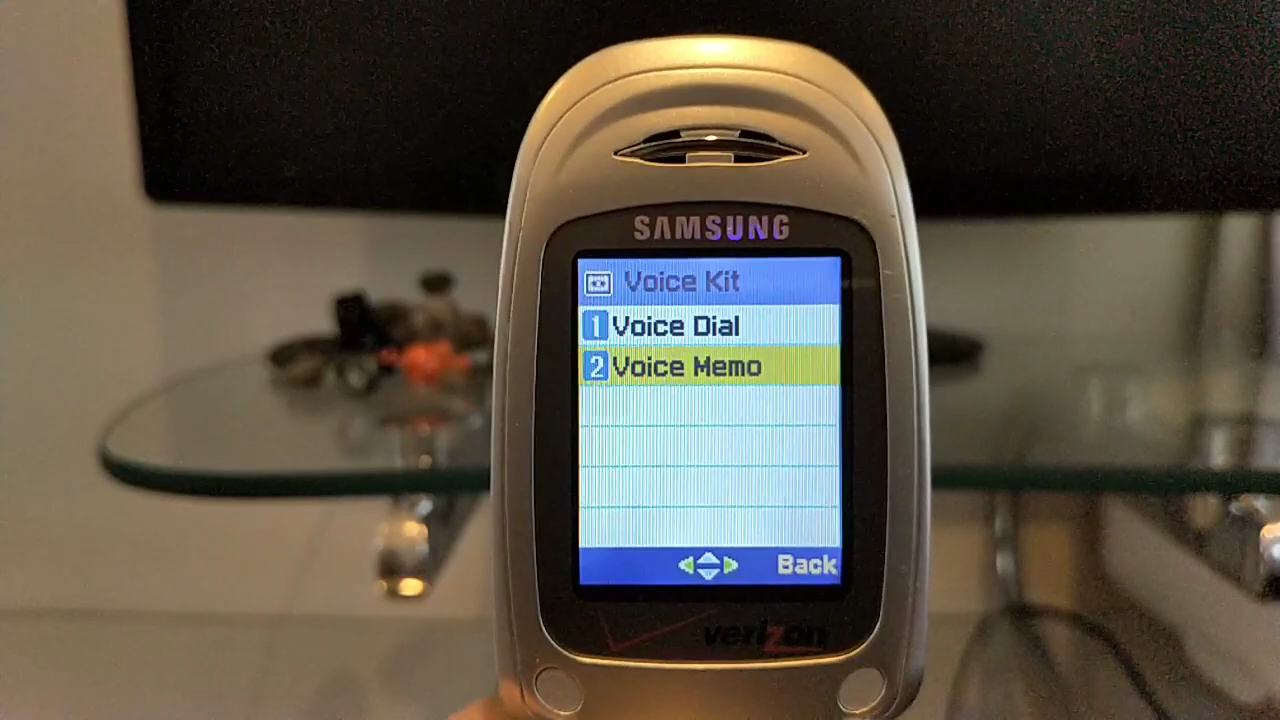 SAMSUNG
Voice Kit
1 Voice Dial
2 Voice Memo
Back
verizon